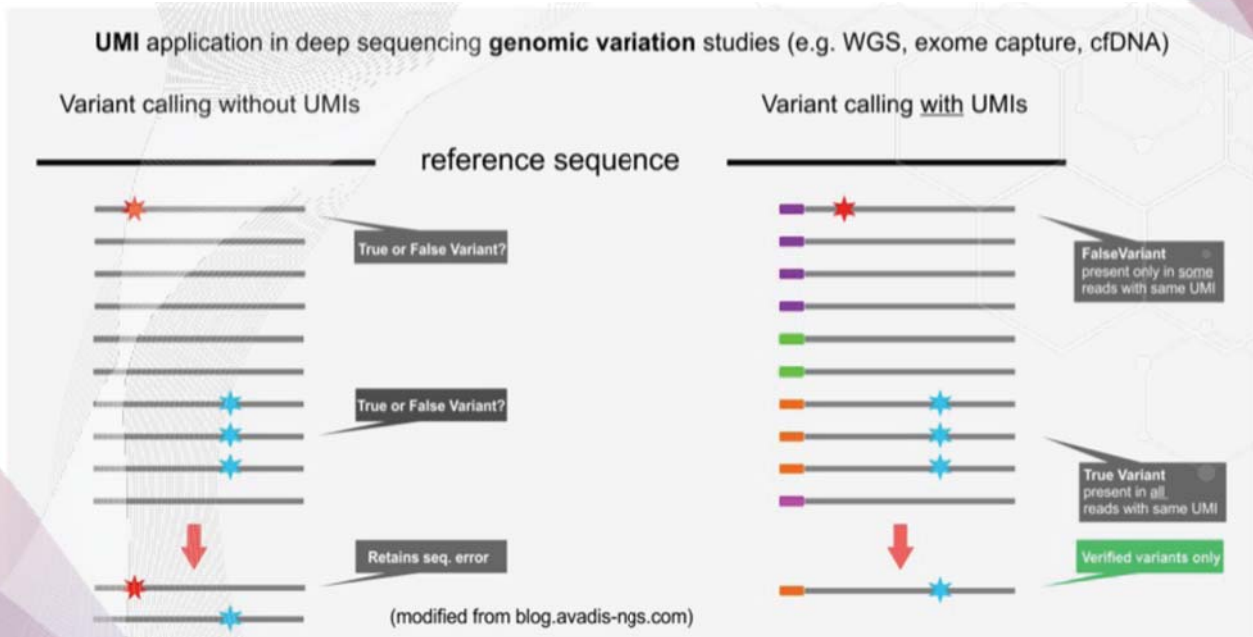 UMI application in deep sequencing genomic variation studies (e.g. WGS, exome capture, cfDNA)
Variant calling without UMIs
Variant calling with UMIs
reference sequence
True or False Variant?
FalseVariant
present only in some
reads with same UMI
True or False Variant?
True Variant
present in all
reads with same UMI
Retains seq. error
Verified variants only
(modified from blog.avadis-ngs.com)